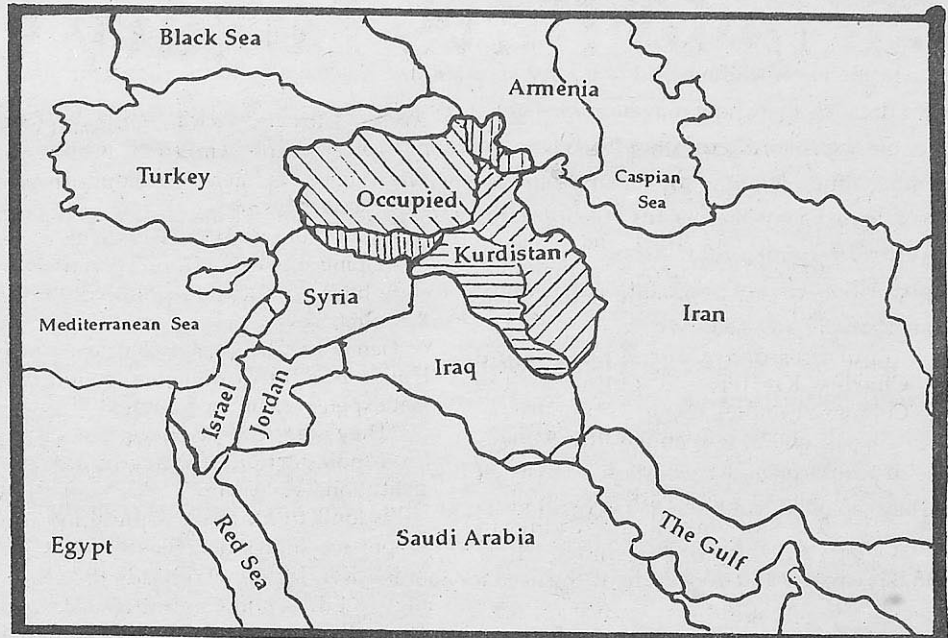 Black Sea
Armenia
Turkey
Caspian
Sea
Occupied
Kurdistan
Syria
Iran
Mediterranean Sea
Iraq
Israel
Jordan
Egypt
Red Sea
Saudi Arabia
The Gulf